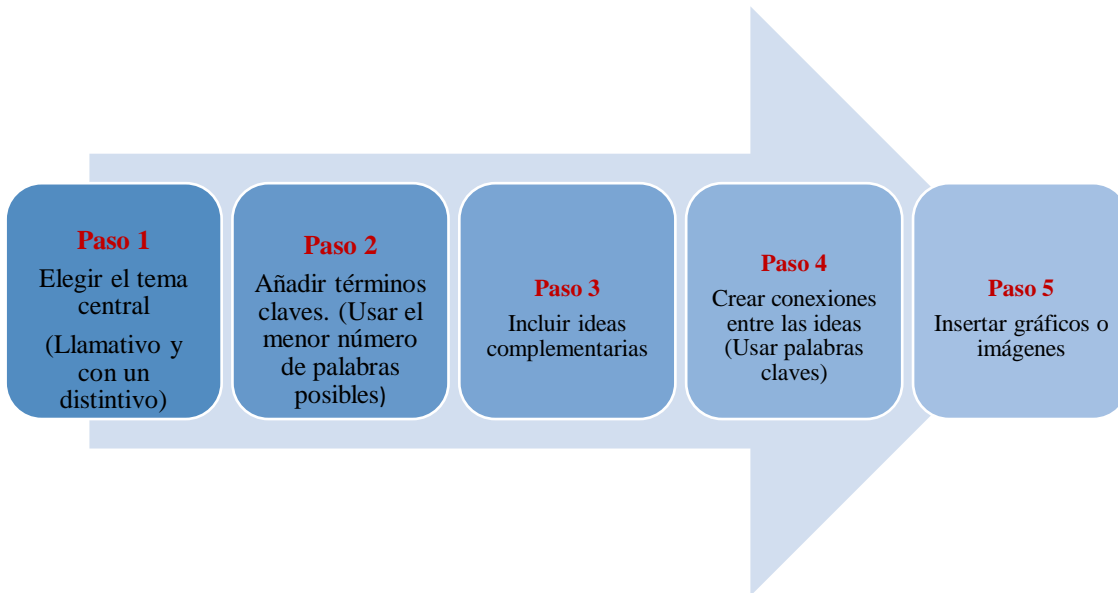 Paso 1
Elegir el tema
central
(Llamativo y
con un
distintivo)
Paso 2
Añadir términos
claves. (Usar el
menor número
de palabras
posibles)
Paso 3
Incluir ideas
complementarias
Paso 4
Crear conexiones
entre las ideas
(Usar palabras
claves)
Paso 5
Insertar gráficos o
imágenes